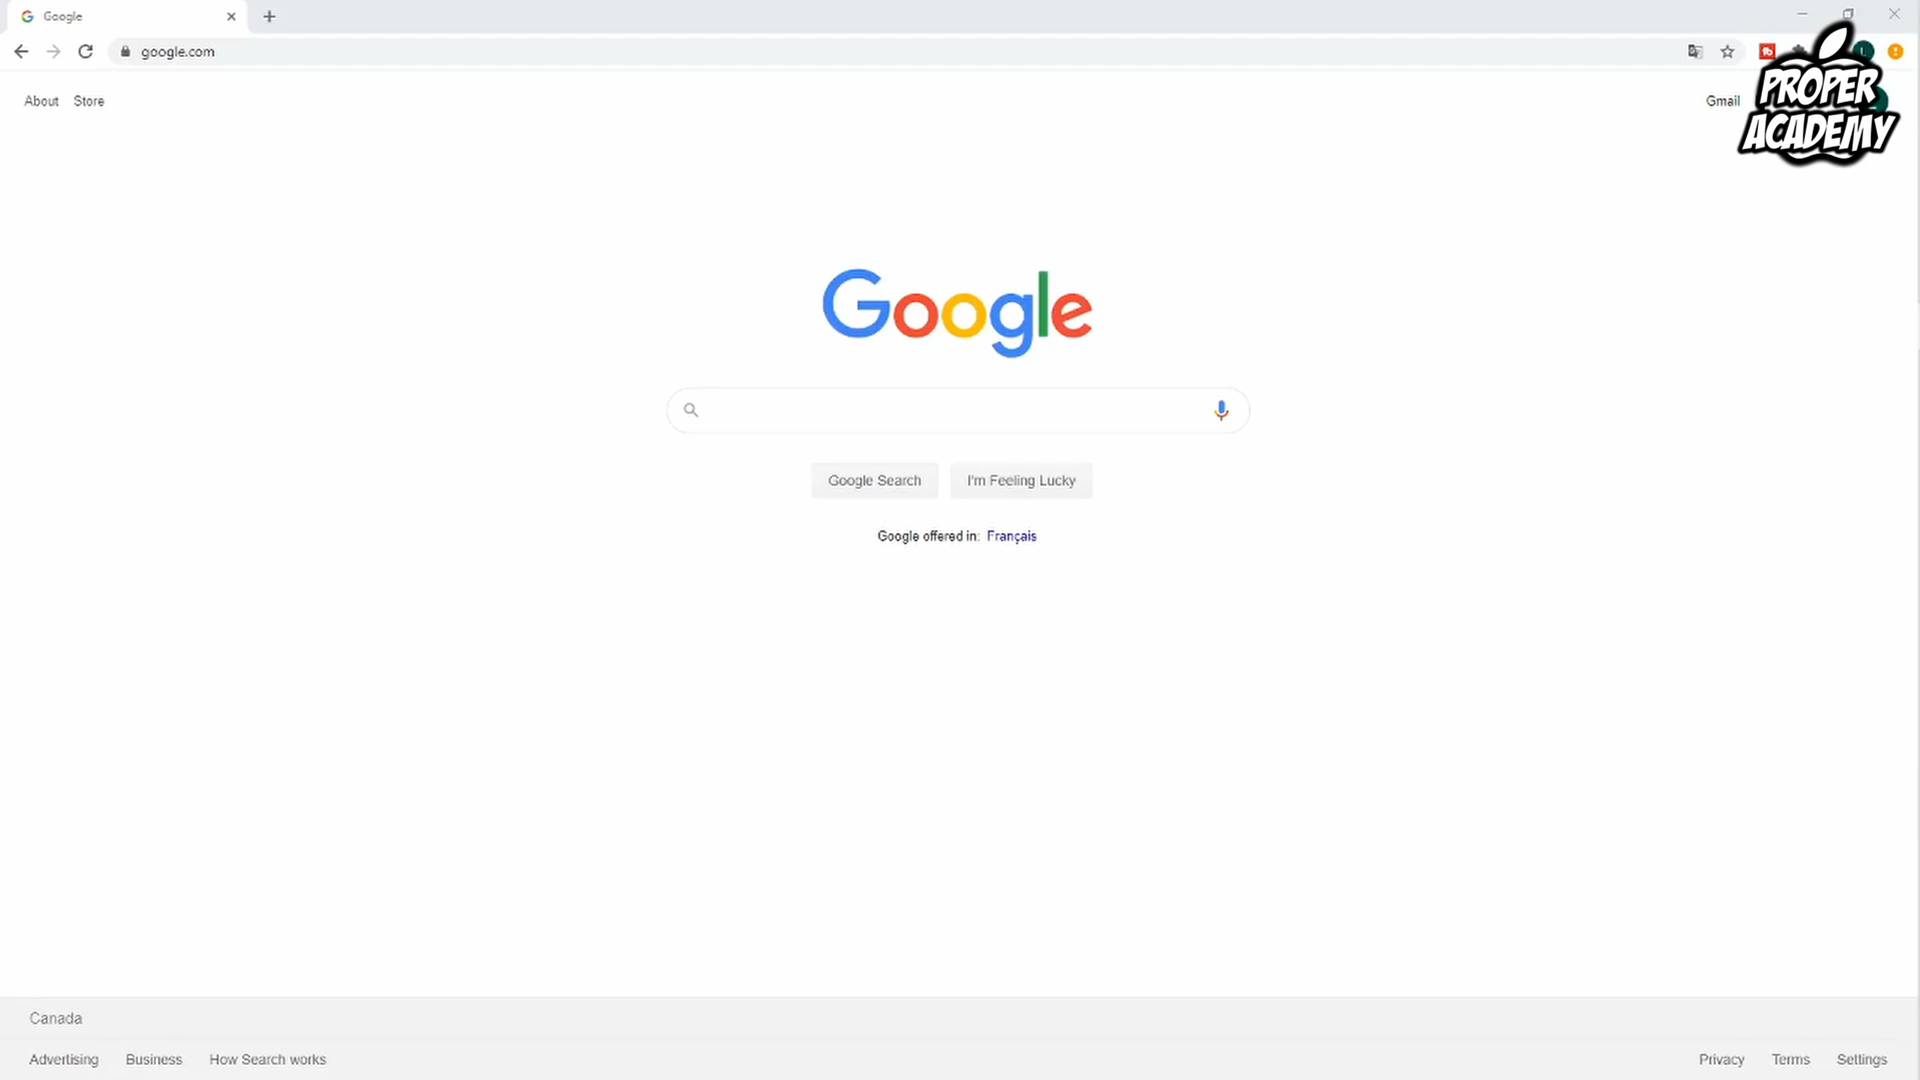 Google
google.com
About Store
Gmail
PROPER
ACADEMY
Google
Google Search I'm Feeling Lucky
Google offered in: Français
Canada
Advertising Business How Search works
Privacy Terms Settings